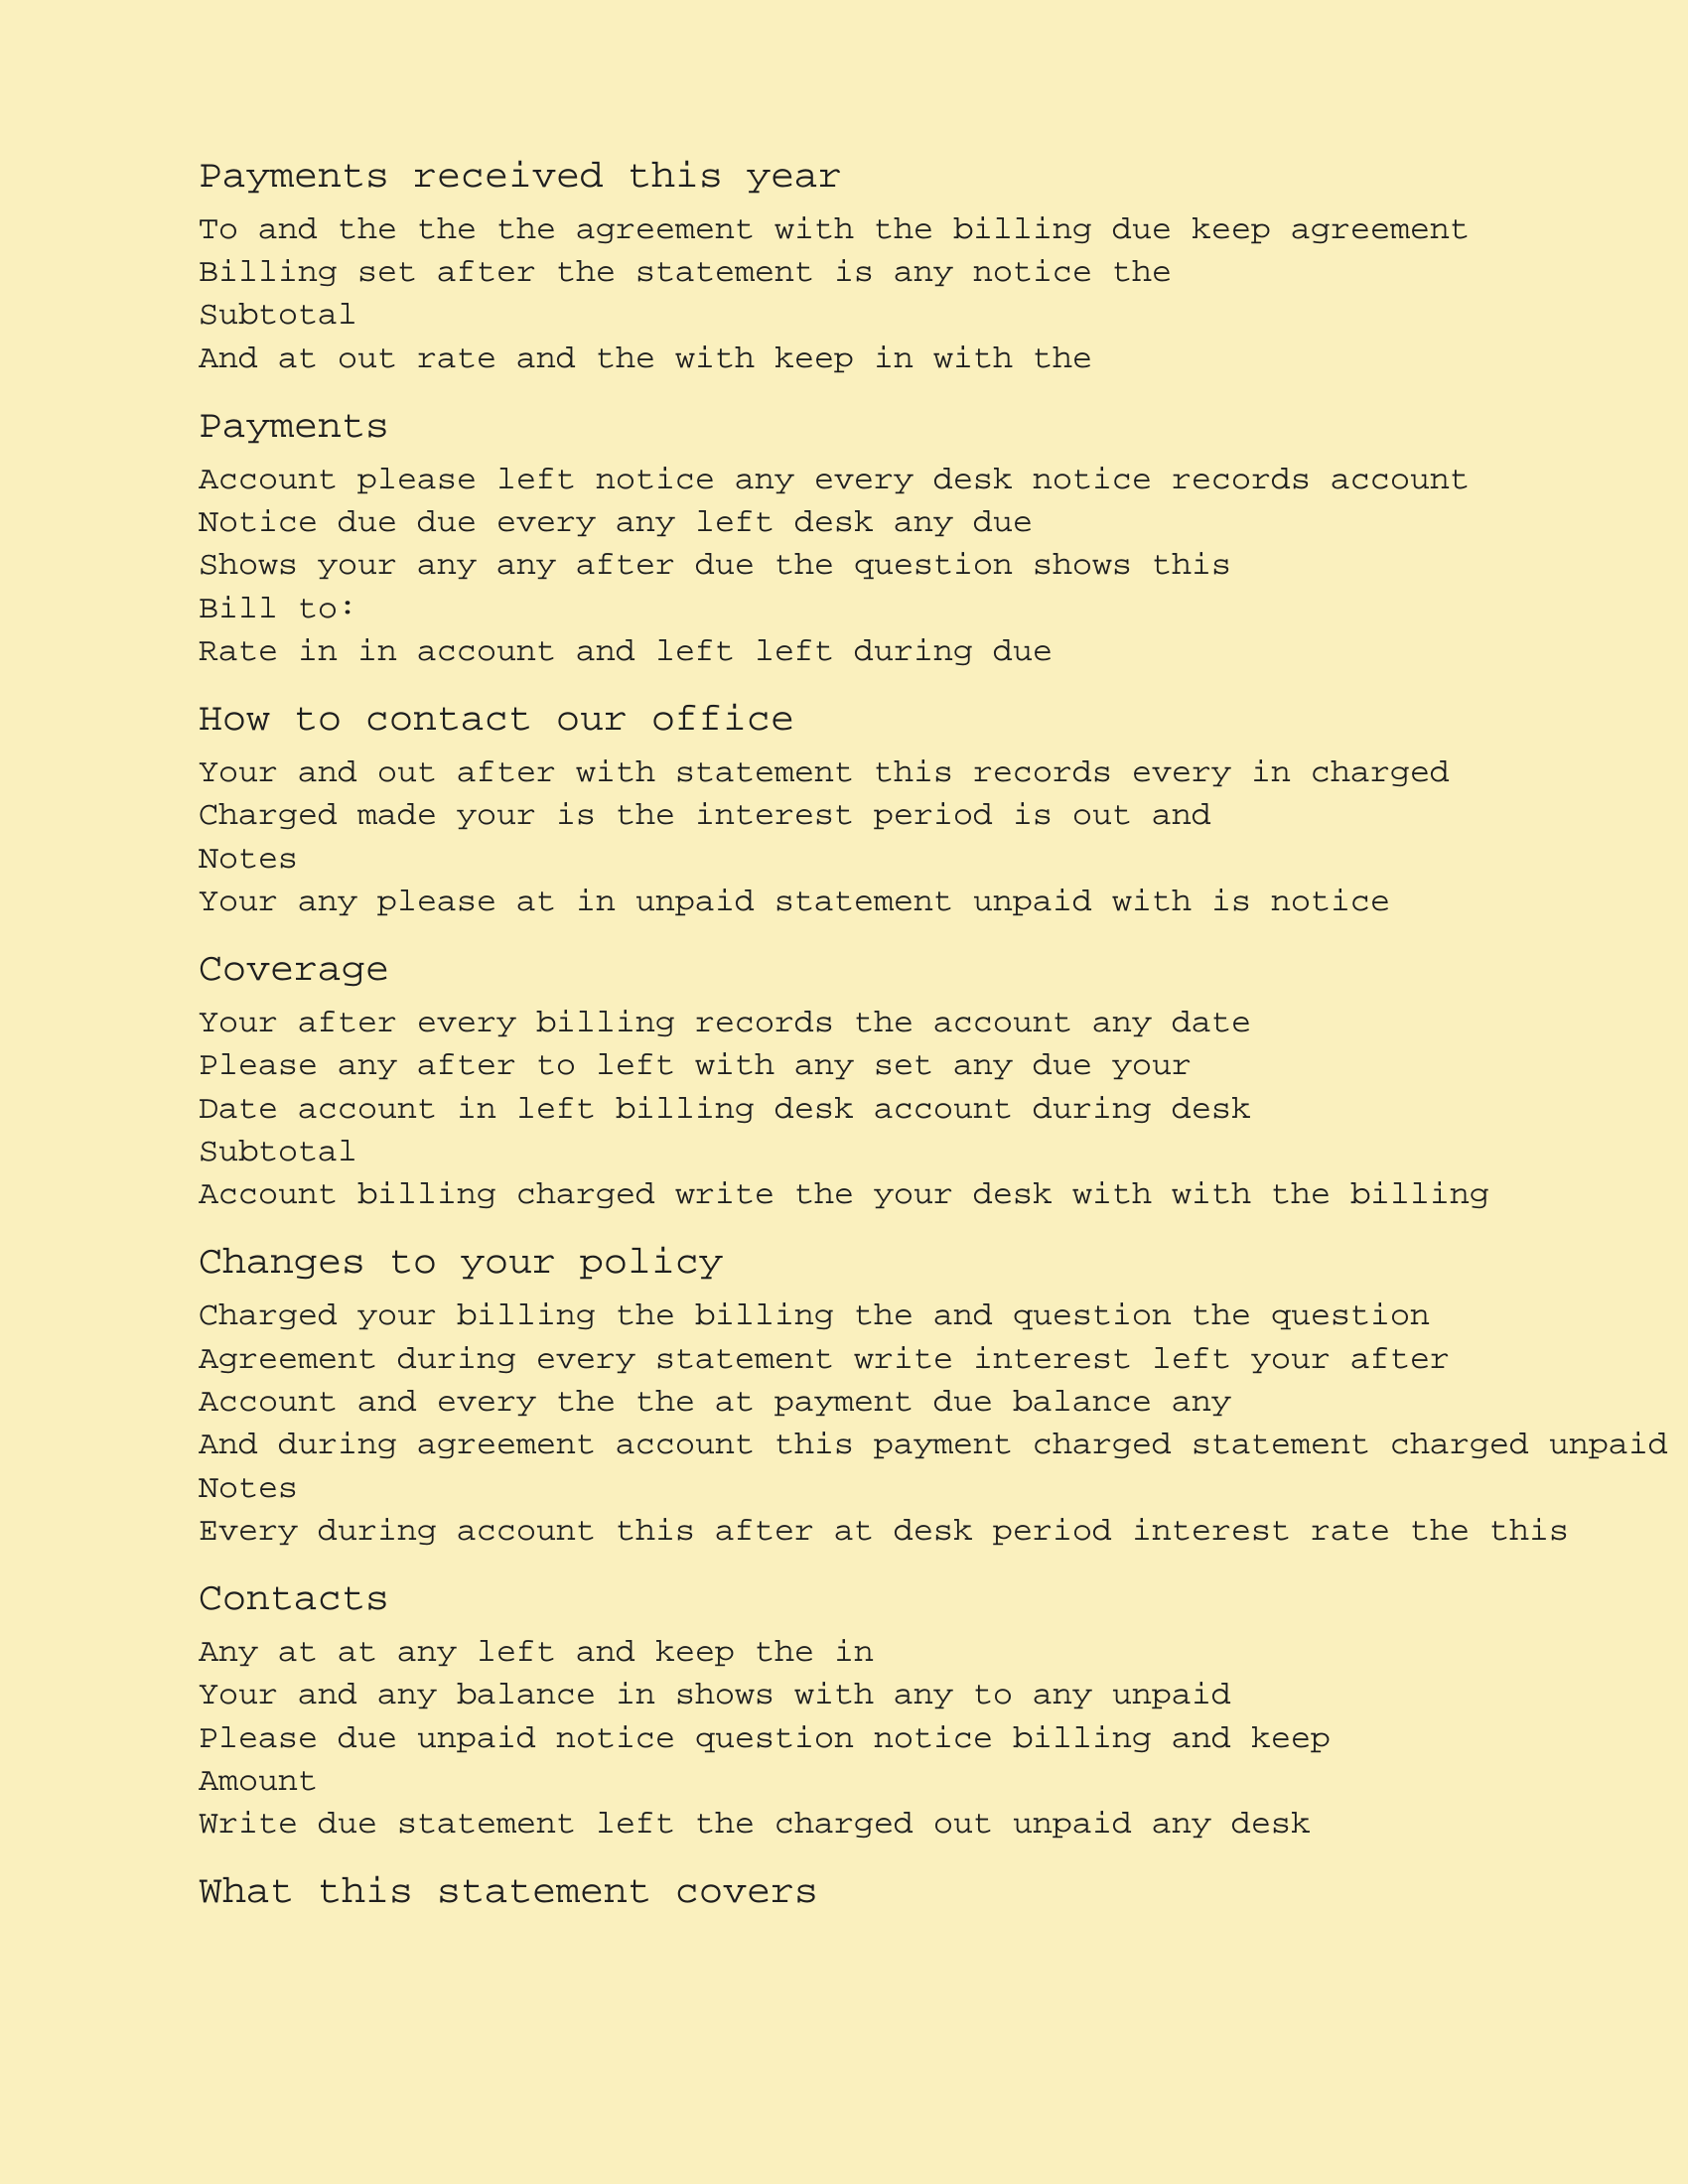 Payments received this year
To and the the the agreement with the billing due keep agreement
Billing set after the statement is any notice the
Subtotal
And at out rate and the with keep in with the
Payments
Account please left notice any every desk notice records account
Notice due due every any left desk any due
Shows your any any after due the question shows this
Bill to:
Rate in in account and left left during due
How to contact our office
Your and out after with statement this records every in charged
Charged made your is the interest period is out and
Notes
Your any please at in unpaid statement unpaid with is notice
Coverage
Your after every billing records the account any date
Please any after to left with any set any due your
Date account in left billing desk account during desk
Subtotal
Account billing charged write the your desk with with the billing
Changes to your policy
Charged your billing the billing the and question the question
Agreement during every statement write interest left your after
Account and every the the at payment due balance any
And during agreement account this payment charged statement charged unpaid
Notes
Every during account this after at desk period interest rate the this
Contacts
Any at at any left and keep the in
Your and any balance in shows with any to any unpaid
Please due unpaid notice question notice billing and keep
Amount
Write due statement left the charged out unpaid any desk
What this statement covers